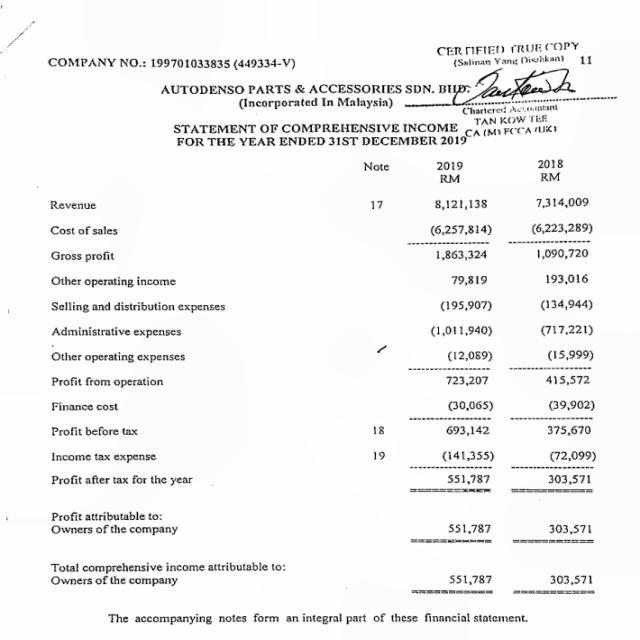 CERTIFIED TRUE COPY
(Salinan Yang Disahkan) 11
COMPANY NO.: 199701033835 (449334-V)
AUTODENSO PARTS & ACCESSORIES SDN. BHD.
(Incorporated In Malaysia)
Chartered Accountant
TAN KOW TEE
CA (M) FCCA (UK)
STATEMENT OF COMPREHENSIVE INCOME
FOR THE YEAR ENDED 31ST DECEMBER 2019
Note 2019 2018
RM RM
Revenue 17 8,121,138 7,314,009
Cost of sales (6,257,814) (6,223,289)
Gross profit 1,863,324 1,090,720
Other operating income 79,819 193,016
Selling and distribution expenses (195,907) (134,944)
Administrative expenses (1,011,940) (717,221)
Other operating expenses (12,089) (15,999)
Profit from operation 723,207 415,572
Finance cost (30,065) (39,902)
Profit before tax 18 693,142 375,670
Income tax expense 19 (141,355) (72,099)
Profit after tax for the year 551,787 303,571
Profit attributable to:
Owners of the company 551,787 303,571
Total comprehensive income attributable to:
Owners of the company 551,787 303,571
The accompanying notes form an integral part of these financial statement.